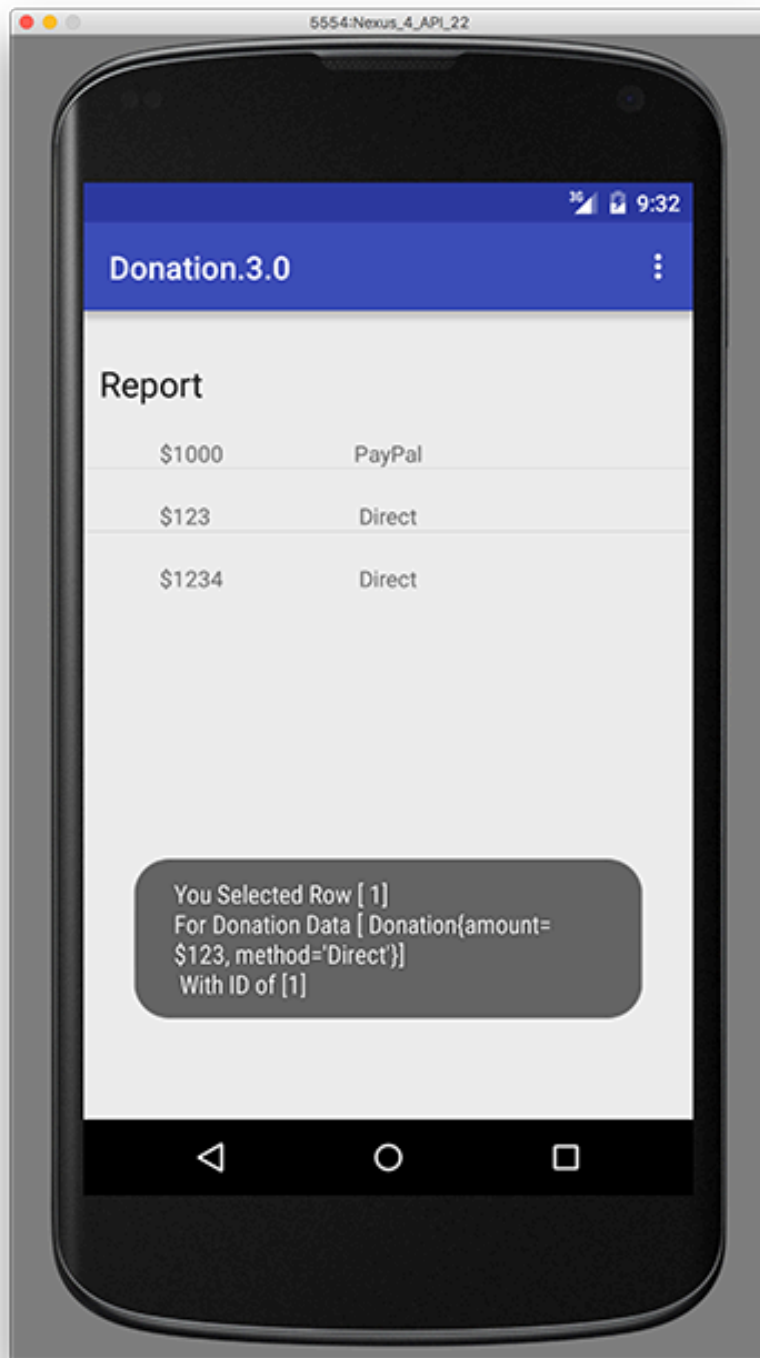 5554:Nexus_4_API_22
3G 9:32
Donation.3.0
Report
$1000 PayPal
$123 Direct
$1234 Direct
You Selected Row [ 1]
For Donation Data [ Donation{amount=
$123, method='Direct'}]
With ID of [1]